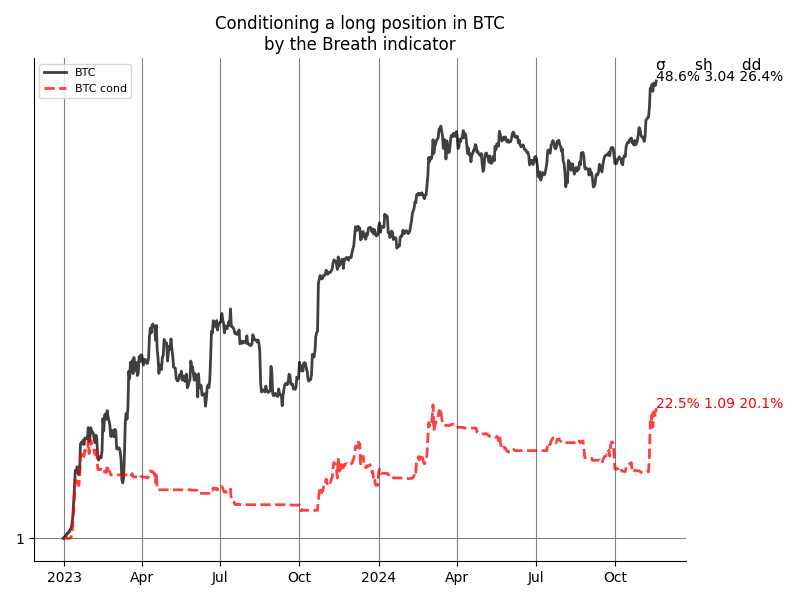 Conditioning a long position in BTC
by the Breath indicator
σ sh dd
48.6% 3.04 26.4%
BTC
BTC cond
22.5% 1.09 20.1%
1
2023 Apr Jul Oct 2024 Apr Jul Oct